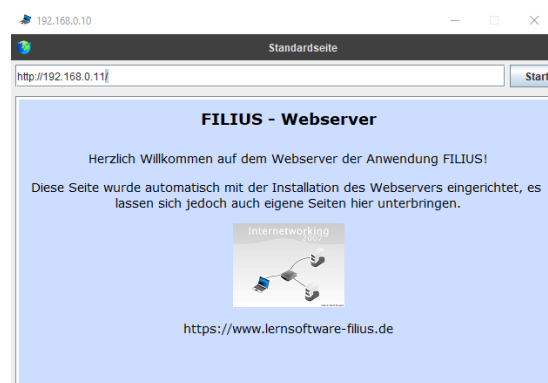 192.168.0.10
Standardseite
http://192.168.0.11/
Start
FILIUS - Webserver
Herzlich Willkommen auf dem Webserver der Anwendung FILIUS!
Diese Seite wurde automatisch mit der Installation des Webservers eingerichtet, es
lassen sich jedoch auch eigene Seiten hier unterbringen.
Internetworking
2007
https://www.lernsoftware-filius.de